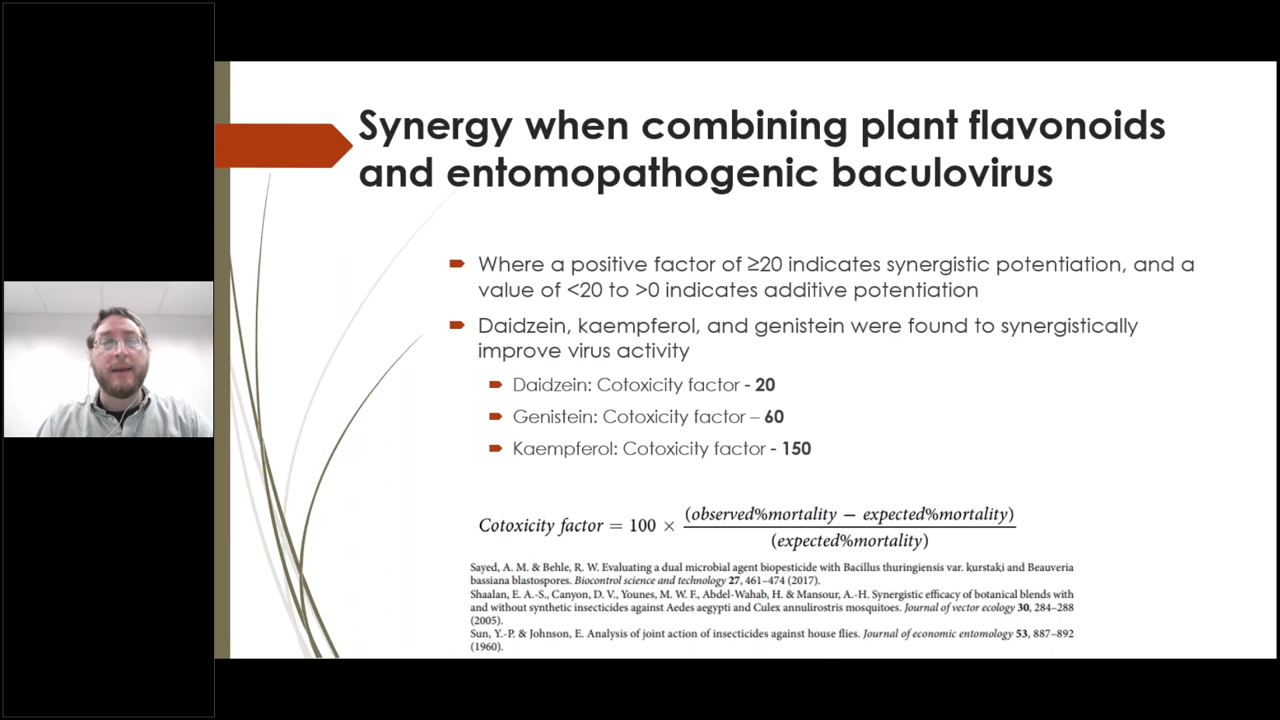 Synergy when combining plant flavonoids
and entomopathogenic baculovirus
Where a positive factor of ≥20 indicates synergistic potentiation, and a
value of <20 to >0 indicates additive potentiation
Daidzein, kaempferol, and genistein were found to synergistically
improve virus activity
Daidzein: Cotoxicity factor - 20
Genistein: Cotoxicity factor – 60
Kaempferol: Cotoxicity factor - 150
Cotoxicity factor = 100 × (observed%mortality − expected%mortality)
(expected%mortality)
Sayed, A. M. & Behle, R. W. Evaluating a dual microbial agent biopesticide with Bacillus thuringiensis var. kurstaki and Beauveria
bassiana blastospores. Biocontrol science and technology 27, 461–474 (2017).
Shaalan, E. A.-S., Canyon, D. V., Younes, M. W. F., Abdel-Wahab, H. & Mansour, A.-H. Synergistic efficacy of botanical blends with
and without synthetic insecticides against Aedes aegypti and Culex annulirostris mosquitoes. Journal of vector ecology 30, 284–288
(2005).
Sun, Y.-P. & Johnson, E. Analysis of joint action of insecticides against house flies. Journal of economic entomology 53, 887–892
(1960).